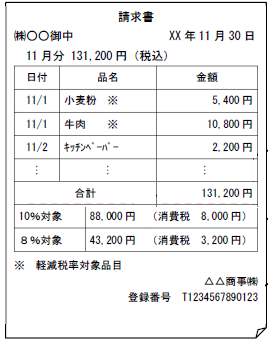 請求書
㈱〇〇御中 XX 年 11 月 30 日
11 月分 131,200 円（税込）
日付 品名 金額
11/1 小麦粉 ※ 5,400 円
11/1 牛肉 ※ 10,800 円
11/2 ｷｯﾁﾝﾍﾟｰﾊﾟｰ 2,200 円
⋮ ⋮ ⋮
合計 131,200 円
10%対象 88,000 円 （消費税 8,000 円）
８％対象 43,200 円 （消費税 3,200 円）
※ 軽減税率対象品目
△△商事㈱
登録番号 T1234567890123